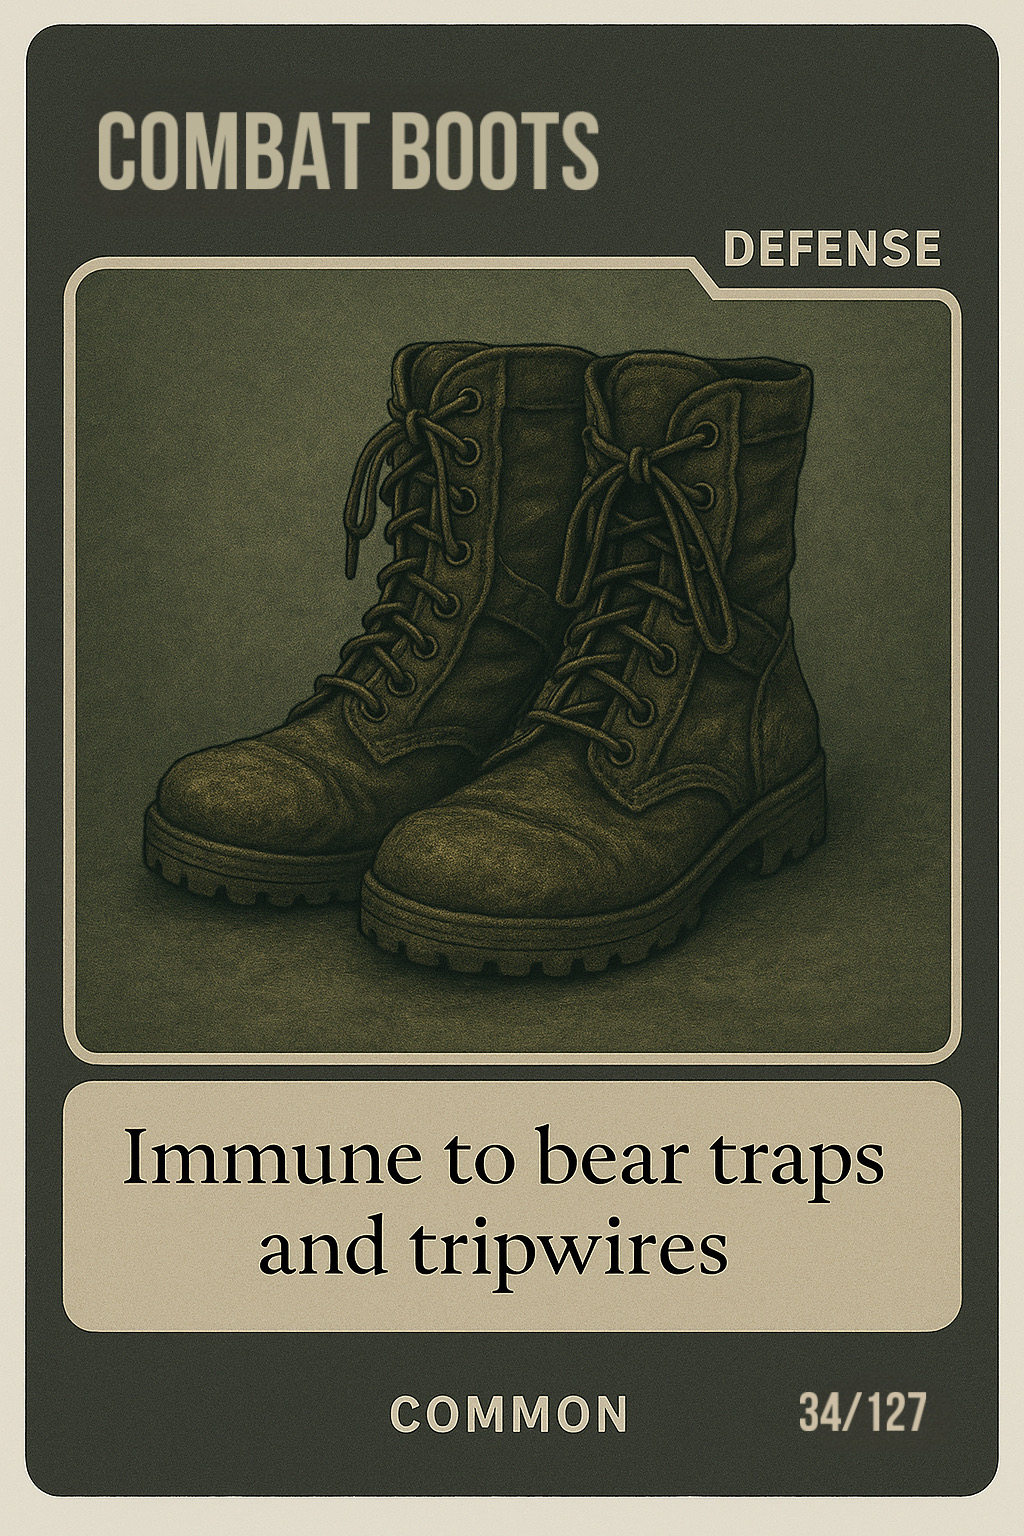 COMBAT BOOTS
DEFENSE
Immune to bear traps
and tripwires
COMMON
34/127